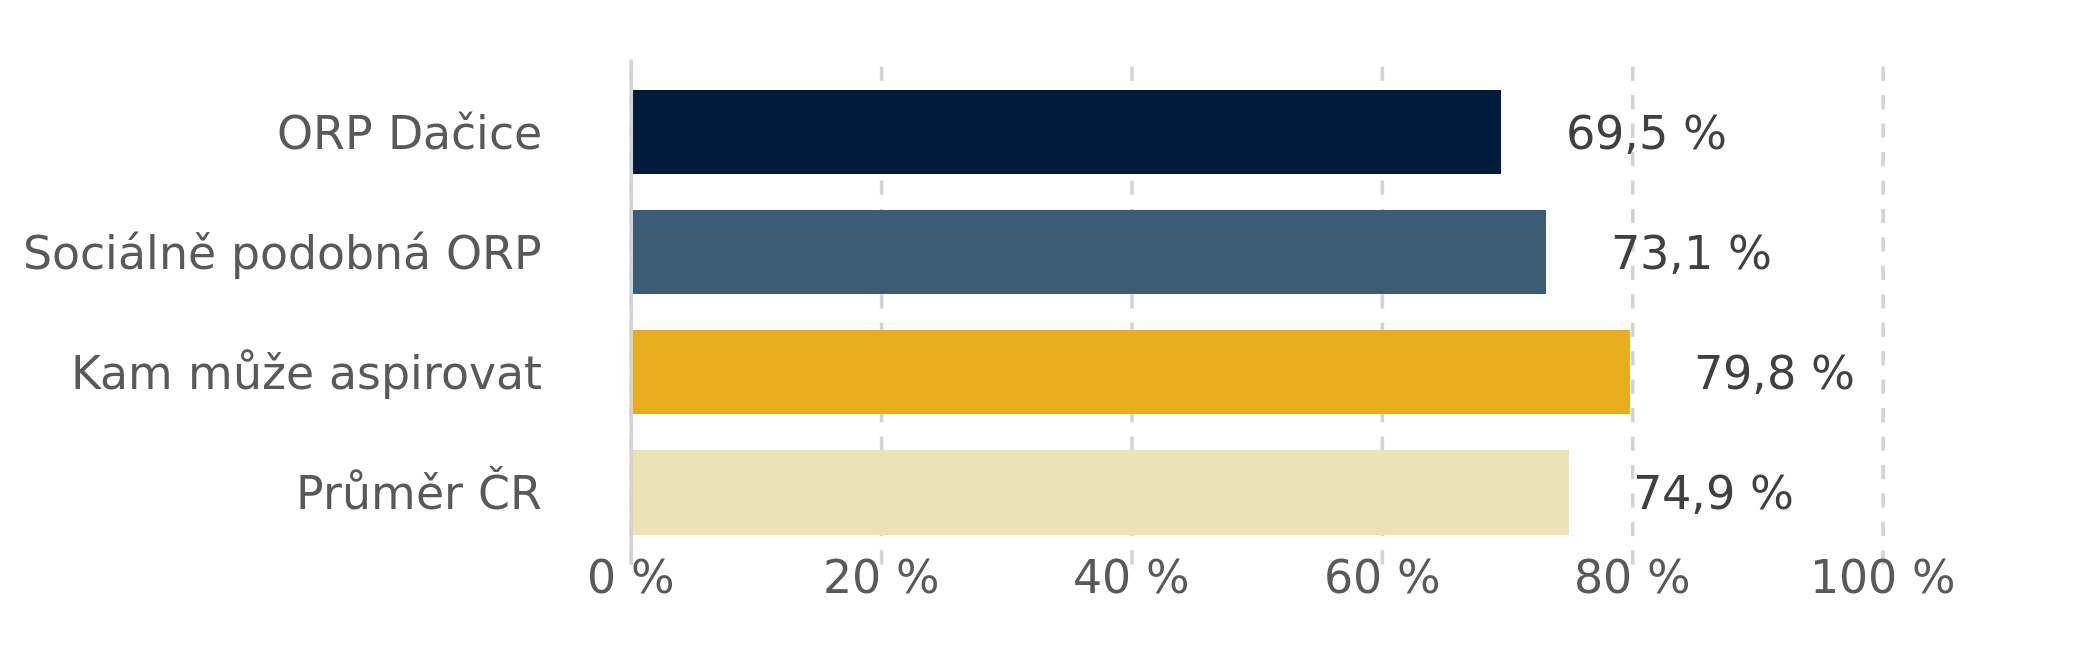 ORP Dačice 69,5 %
Sociálně podobná ORP 73,1 %
Kam může aspirovat 79,8 %
Průměr ČR 74,9 %
0 % 20 % 40 % 60 % 80 % 100 %